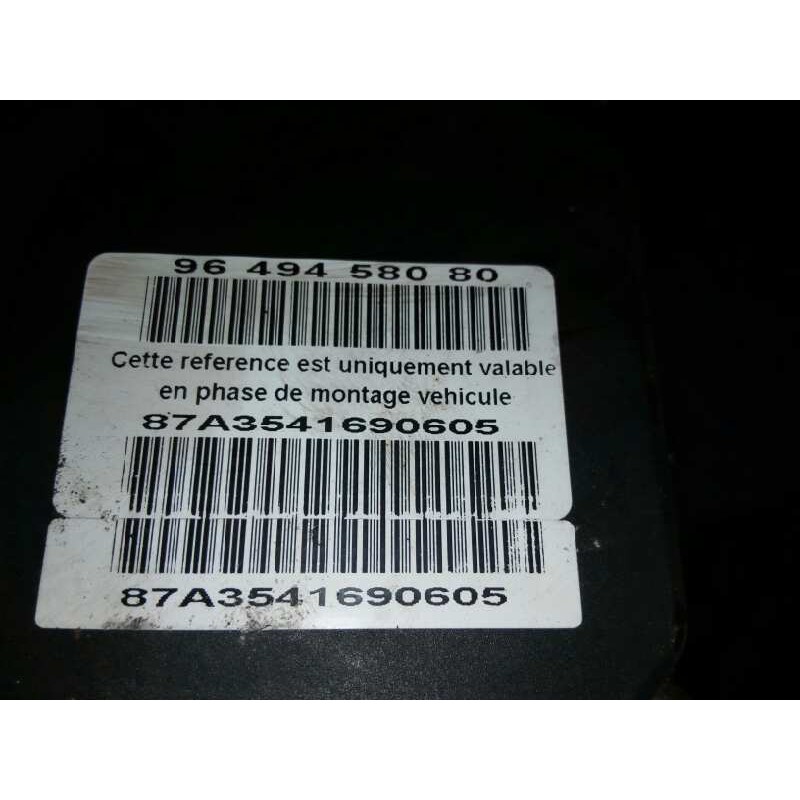 96 494 580 80
Cette reference est uniquement valable
en phase de montage vehicule
87A3541690605
87A3541690605